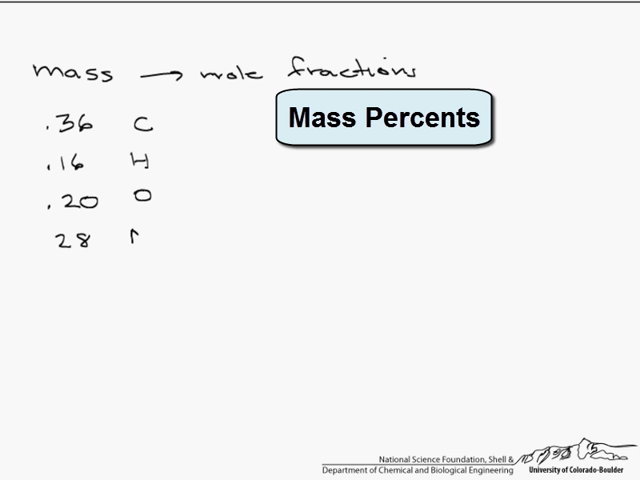 mass → mole fractions
Mass Percents
.36 C
.16 H
.20 O
28
National Science Foundation, Shell &
Department of Chemical and Biological Engineering
University of Colorado-Boulder